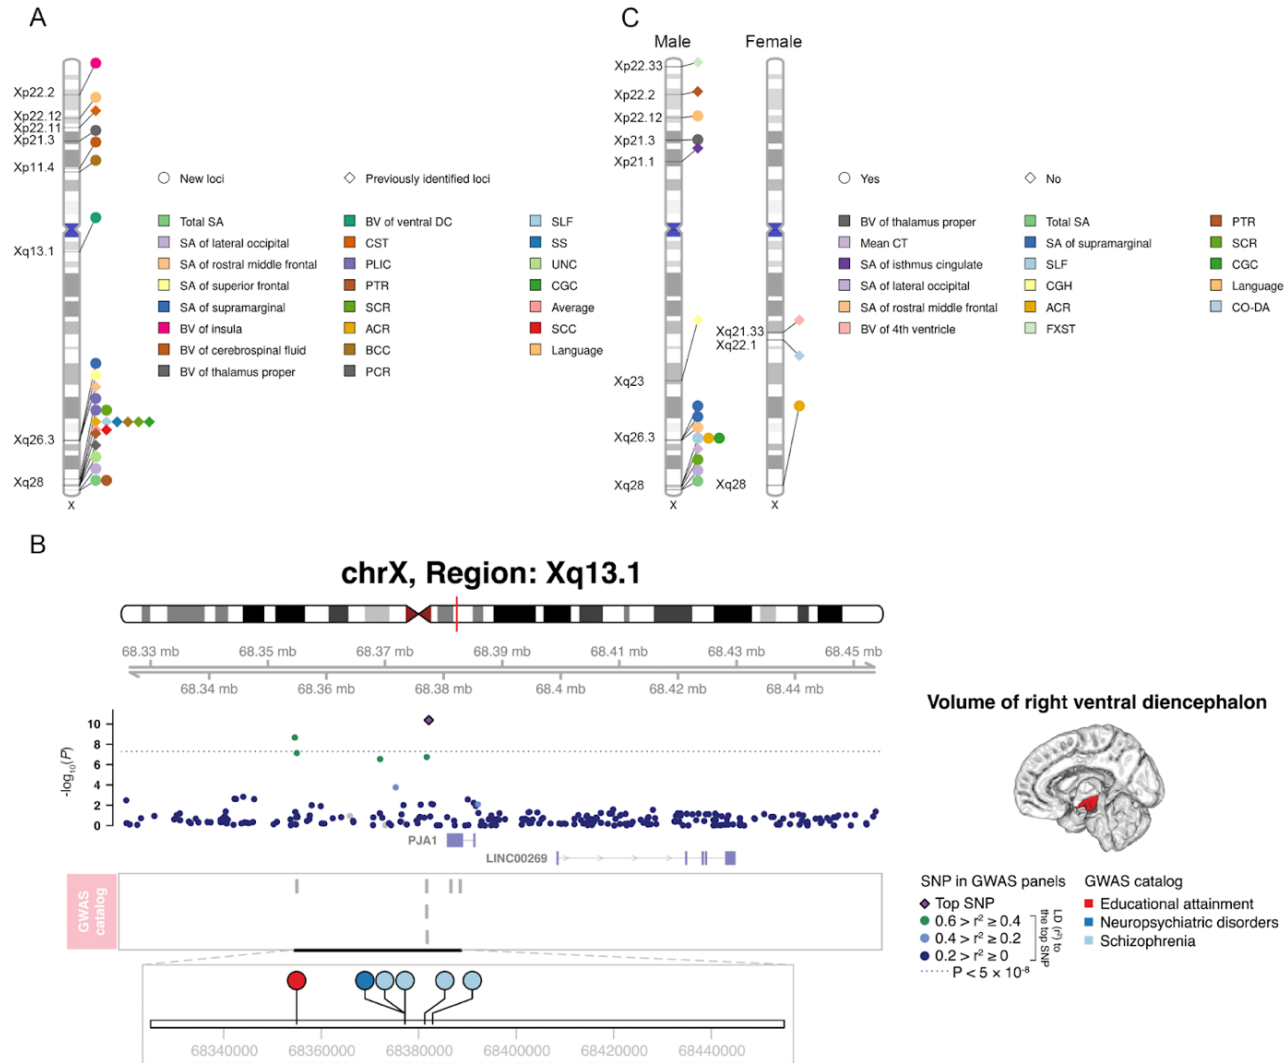 A
Xp22.2
Xp22.12
Xp22.11
Xp21.3
Xp11.4
Xq13.1
Xq26.3
Xq28
X
New loci
Previously identified loci
Total SA
SA of lateral occipital
SA of rostral middle frontal
SA of superior frontal
SA of supramarginal
BV of insula
BV of cerebrospinal fluid
BV of thalamus proper
BV of ventral DC
CST
PLIC
PTR
SCR
ACR
BCC
PCR
SLF
SS
UNC
CGC
Average
SCC
Language
C
Male
Female
Xp22.33
Xp22.2
Xp22.12
Xp21.3
Xp21.1
Xq23
Xq26.3
Xq28
X
Xq21.33
Xq22.1
Xq28
X
Yes
No
BV of thalamus proper
Mean CT
SA of isthmus cingulate
SA of lateral occipital
SA of rostral middle frontal
BV of 4th ventricle
Total SA
SA of supramarginal
SLF
CGH
ACR
FXST
PTR
SCR
CGC
Language
CO-DA
B
chrX, Region: Xq13.1
68.33 mb 68.35 mb 68.37 mb 68.39 mb 68.41 mb 68.43 mb 68.45 mb
68.34 mb 68.36 mb 68.38 mb 68.4 mb 68.42 mb 68.44 mb
-log10(P)
10
8
6
4
2
0
PJA1
LINC00269
GWAS
catalog
68340000 68360000 68380000 68400000 68420000 68440000
Volume of right ventral diencephalon
SNP in GWAS panels
Top SNP
0.6 > r² ≥ 0.4
0.4 > r² ≥ 0.2
0.2 > r² ≥ 0
P < 5 × 10⁻⁸
LD (r²) to
the top SNP
GWAS catalog
Educational attainment
Neuropsychiatric disorders
Schizophrenia